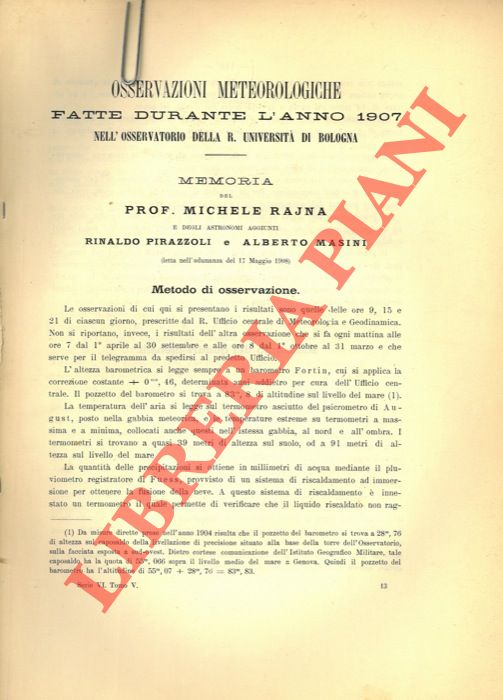 OSSERVAZIONI METEOROLOGICHE
FATTE DURANTE L'ANNO 1907
NELL'OSSERVATORIO DELLA R. UNIVERSITÀ DI BOLOGNA
MEMORIA
DEL
PROF. MICHELE RAJNA
E DEGLI ASTRONOMI AGGIUNTI
RINALDO PIRAZZOLI e ALBERTO MASINI
(letta nell'adunanza del 17 Maggio 1908)
Metodo di osservazione.
Le osservazioni di cui qui si presentano i risultati sono quelle delle ore 9, 15 e
21 di ciascun giorno, prescritte dal R. Ufficio centrale di Meteorologia e Geodinamica.
Non si riportano, invece, i risultati dell'altra osservazione che si fa ogni mattina alle
ore 7 dal 1° aprile al 30 settembre e alle ore 8 dal 1° ottobre al 31 marzo e che
serve per il telegramma da spedirsi al predetto Ufficio.
L'altezza barometrica si legge sempre a un barometro Fortin, cui si applica la
correzione costante + 0ᵐᵐ, 46, determinata anni addietro per cura dell'Ufficio cen-
trale. Il pozzetto del barometro si trova a 83ᵐ, 8 di altitudine sul livello del mare (1).
La temperatura dell'aria si legge sul termometro asciutto del psicrometro di Au-
gust, posto nella gabbia meteorica, e le temperature estreme su termometri a mas-
sima e a minima, collocati anche questi nell'istessa gabbia, al nord e all'ombra. I
termometri si trovano a quasi 39 metri di altezza sul suolo, od a 91 metri di al-
tezza sul livello del mare.
La quantità delle precipitazioni si ottiene in millimetri di acqua mediante il plu-
viometro registratore di Fuess, provvisto di un sistema di riscaldamento ad immer-
sione per ottenere la fusione della neve. A questo sistema di riscaldamento è inne-
stato un termometro il quale permette di verificare che il liquido riscaldato non rag-
(1) Da misure dirette prese nell'anno 1904 risulta che il pozzetto del barometro si trova a 28ᵐ, 76
di altezza sul caposaldo della livellazione di precisione situato alla base della torre dell'Osservatorio,
sulla facciata esposta a sud-ovest. Dietro cortese comunicazione dell'Istituto Geografico Militare, tale
caposaldo ha la quota di 55ᵐ, 066 sopra il livello medio del mare a Genova. Quindi il pozzetto del
barometro ha l'altitudine di 55ᵐ, 07 + 28ᵐ, 76 = 83ᵐ, 83.
Serie VI. Tomo V.
13
LIBRERIA PIANI